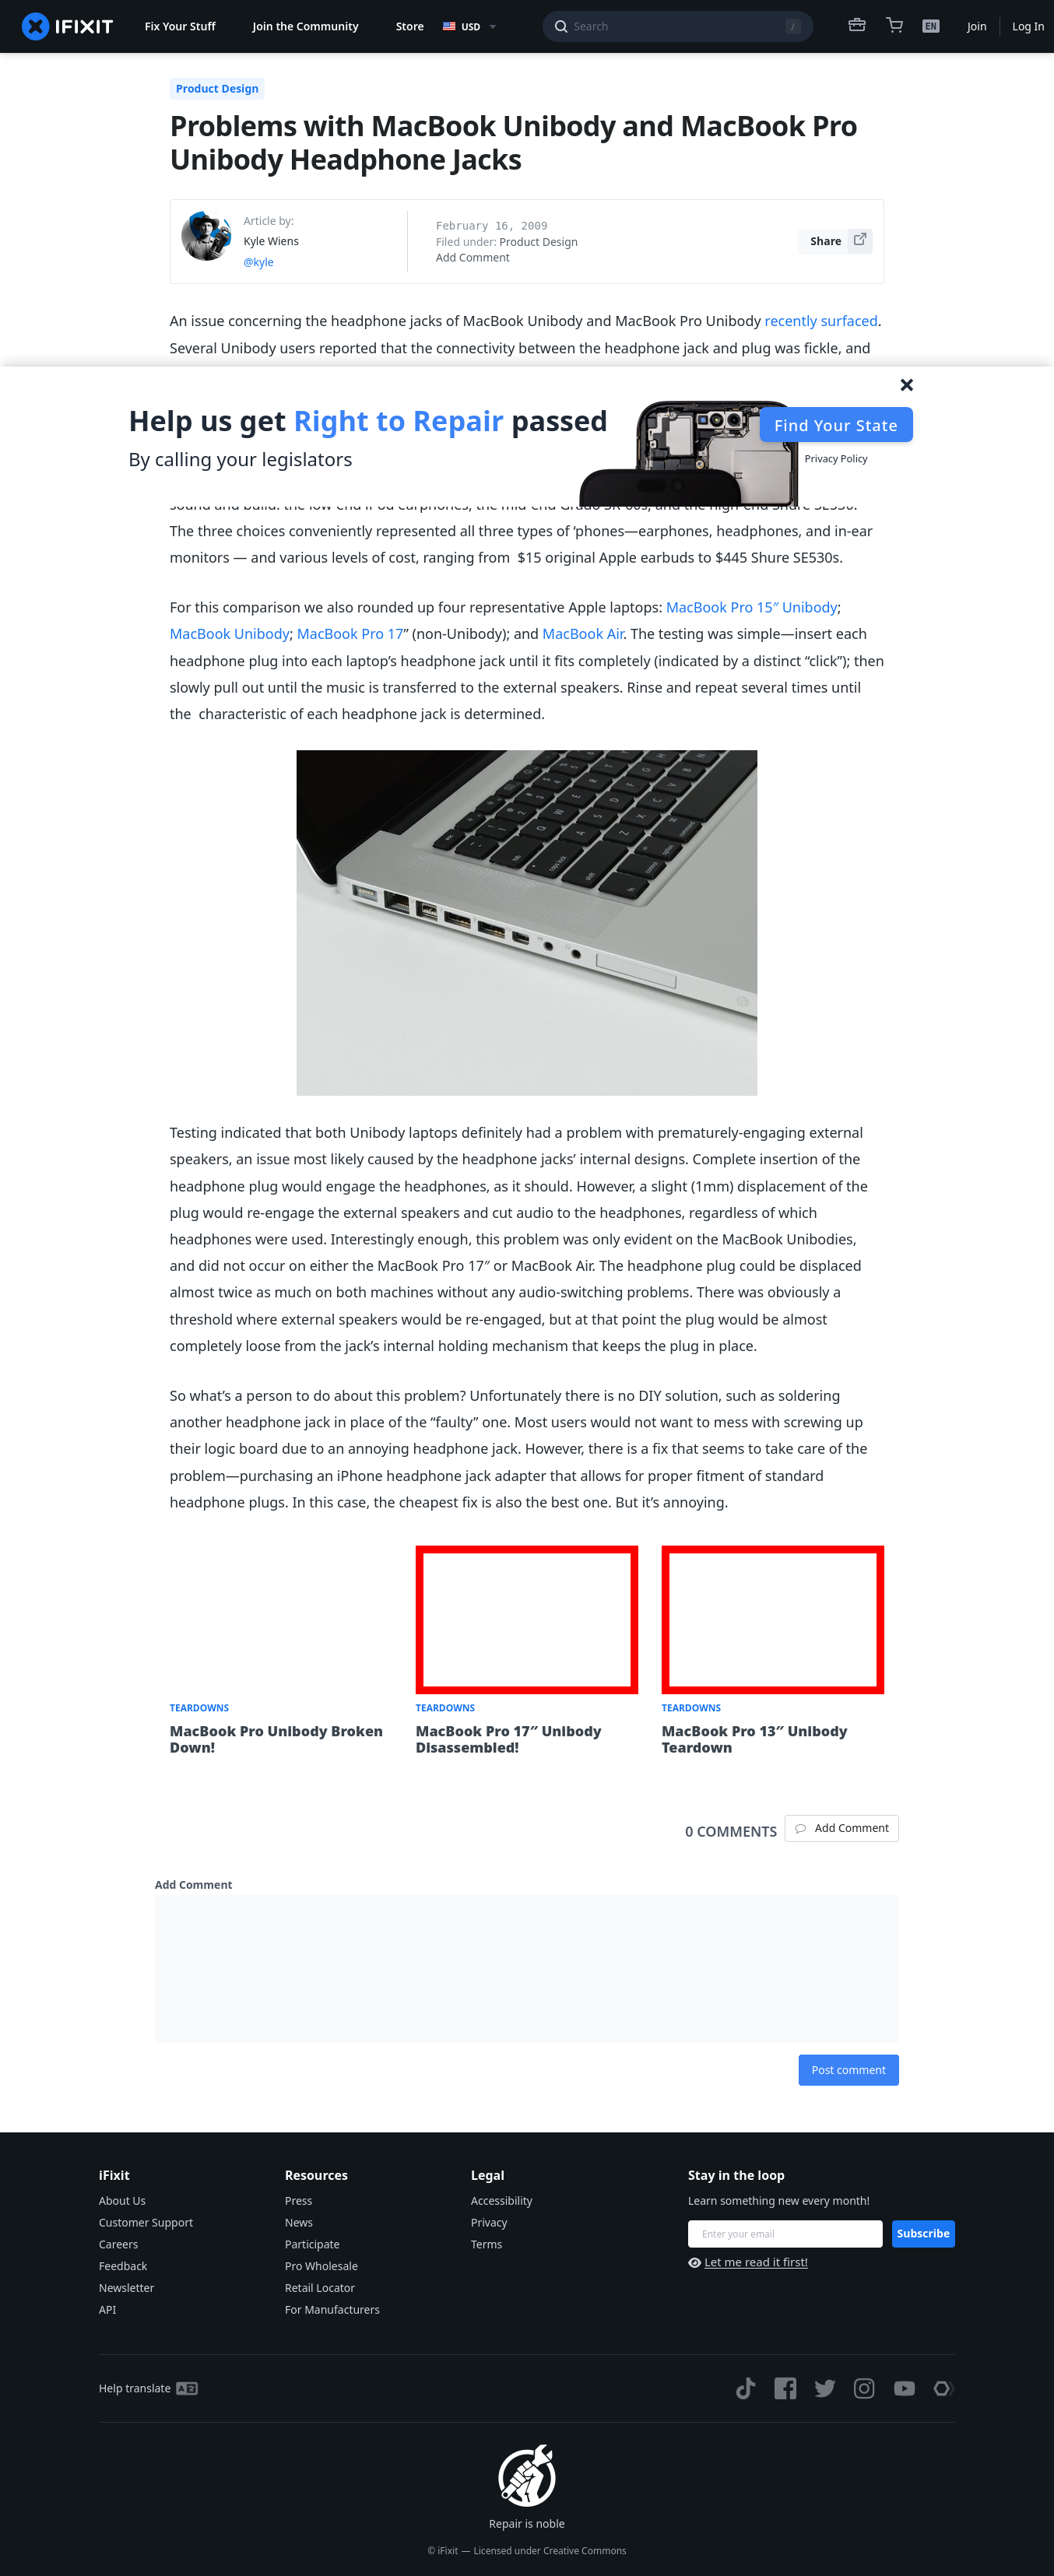 IFIXIT
Fix Your Stuff
Join the Community
Store
USD
Search
/
EN
Join
Log In
Product Design
Problems with MacBook Unibody and MacBook Pro
Unibody Headphone Jacks
Article by:
Kyle Wiens
@kyle
February 16, 2009
Filed under: Product Design
Add Comment
Share
An issue concerning the headphone jacks of MacBook Unibody and MacBook Pro Unibody recently surfaced.
Several Unibody users reported that the connectivity between the headphone jack and plug was fickle, and
Help us get Right to Repair passed
By calling your legislators
Find Your State
Privacy Policy
sound and build: the low-end iPod earphones, the mid-end Grado SR-60s, and the high-end Shure SE530.
The three choices conveniently represented all three types of ‘phones—earphones, headphones, and in-ear
monitors — and various levels of cost, ranging from  $15 original Apple earbuds to $445 Shure SE530s.
For this comparison we also rounded up four representative Apple laptops: MacBook Pro 15″ Unibody;
MacBook Unibody; MacBook Pro 17” (non-Unibody); and MacBook Air. The testing was simple—insert each
headphone plug into each laptop’s headphone jack until it fits completely (indicated by a distinct “click”); then
slowly pull out until the music is transferred to the external speakers. Rinse and repeat several times until
the  characteristic of each headphone jack is determined.
Testing indicated that both Unibody laptops definitely had a problem with prematurely-engaging external
speakers, an issue most likely caused by the headphone jacks’ internal designs. Complete insertion of the
headphone plug would engage the headphones, as it should. However, a slight (1mm) displacement of the
plug would re-engage the external speakers and cut audio to the headphones, regardless of which
headphones were used. Interestingly enough, this problem was only evident on the MacBook Unibodies,
and did not occur on either the MacBook Pro 17″ or MacBook Air. The headphone plug could be displaced
almost twice as much on both machines without any audio-switching problems. There was obviously a
threshold where external speakers would be re-engaged, but at that point the plug would be almost
completely loose from the jack’s internal holding mechanism that keeps the plug in place.
So what’s a person to do about this problem? Unfortunately there is no DIY solution, such as soldering
another headphone jack in place of the “faulty” one. Most users would not want to mess with screwing up
their logic board due to an annoying headphone jack. However, there is a fix that seems to take care of the
problem—purchasing an iPhone headphone jack adapter that allows for proper fitment of standard
headphone plugs. In this case, the cheapest fix is also the best one. But it’s annoying.
TEARDOWNS
MacBook Pro Unibody Broken
Down!
TEARDOWNS
MacBook Pro 17″ Unibody
Disassembled!
TEARDOWNS
MacBook Pro 13″ Unibody
Teardown
0 COMMENTS
Add Comment
Add Comment
Post comment
iFixit
About Us
Customer Support
Careers
Feedback
Newsletter
API
Resources
Press
News
Participate
Pro Wholesale
Retail Locator
For Manufacturers
Legal
Accessibility
Privacy
Terms
Stay in the loop
Learn something new every month!
Enter your email
Subscribe
Let me read it first!
Help translate
Repair is noble
© iFixit — Licensed under Creative Commons